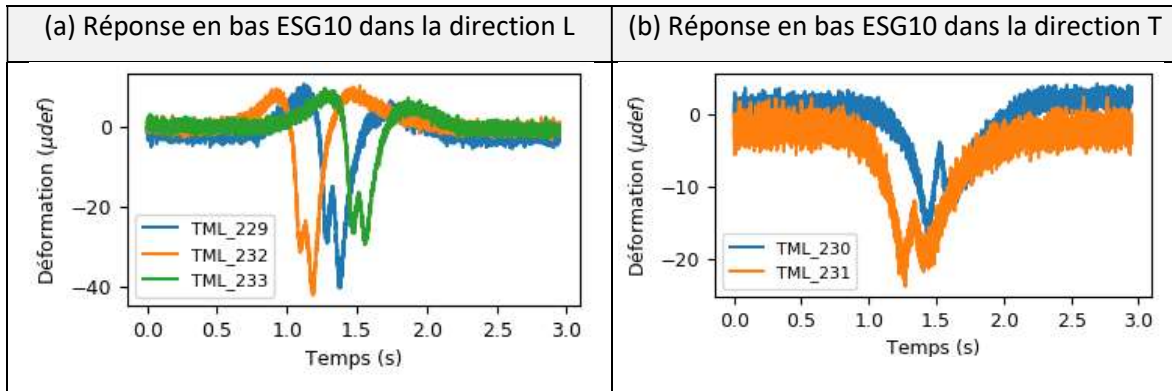 (a) Réponse en bas ESG10 dans la direction L
(b) Réponse en bas ESG10 dans la direction T
Déformation (μdef)
0
−20
−40
TML_229
TML_232
TML_233
0.0 0.5 1.0 1.5 2.0 2.5 3.0
Temps (s)
Déformation (μdef)
0
−10
−20
TML_230
TML_231
0.0 0.5 1.0 1.5 2.0 2.5 3.0
Temps (s)